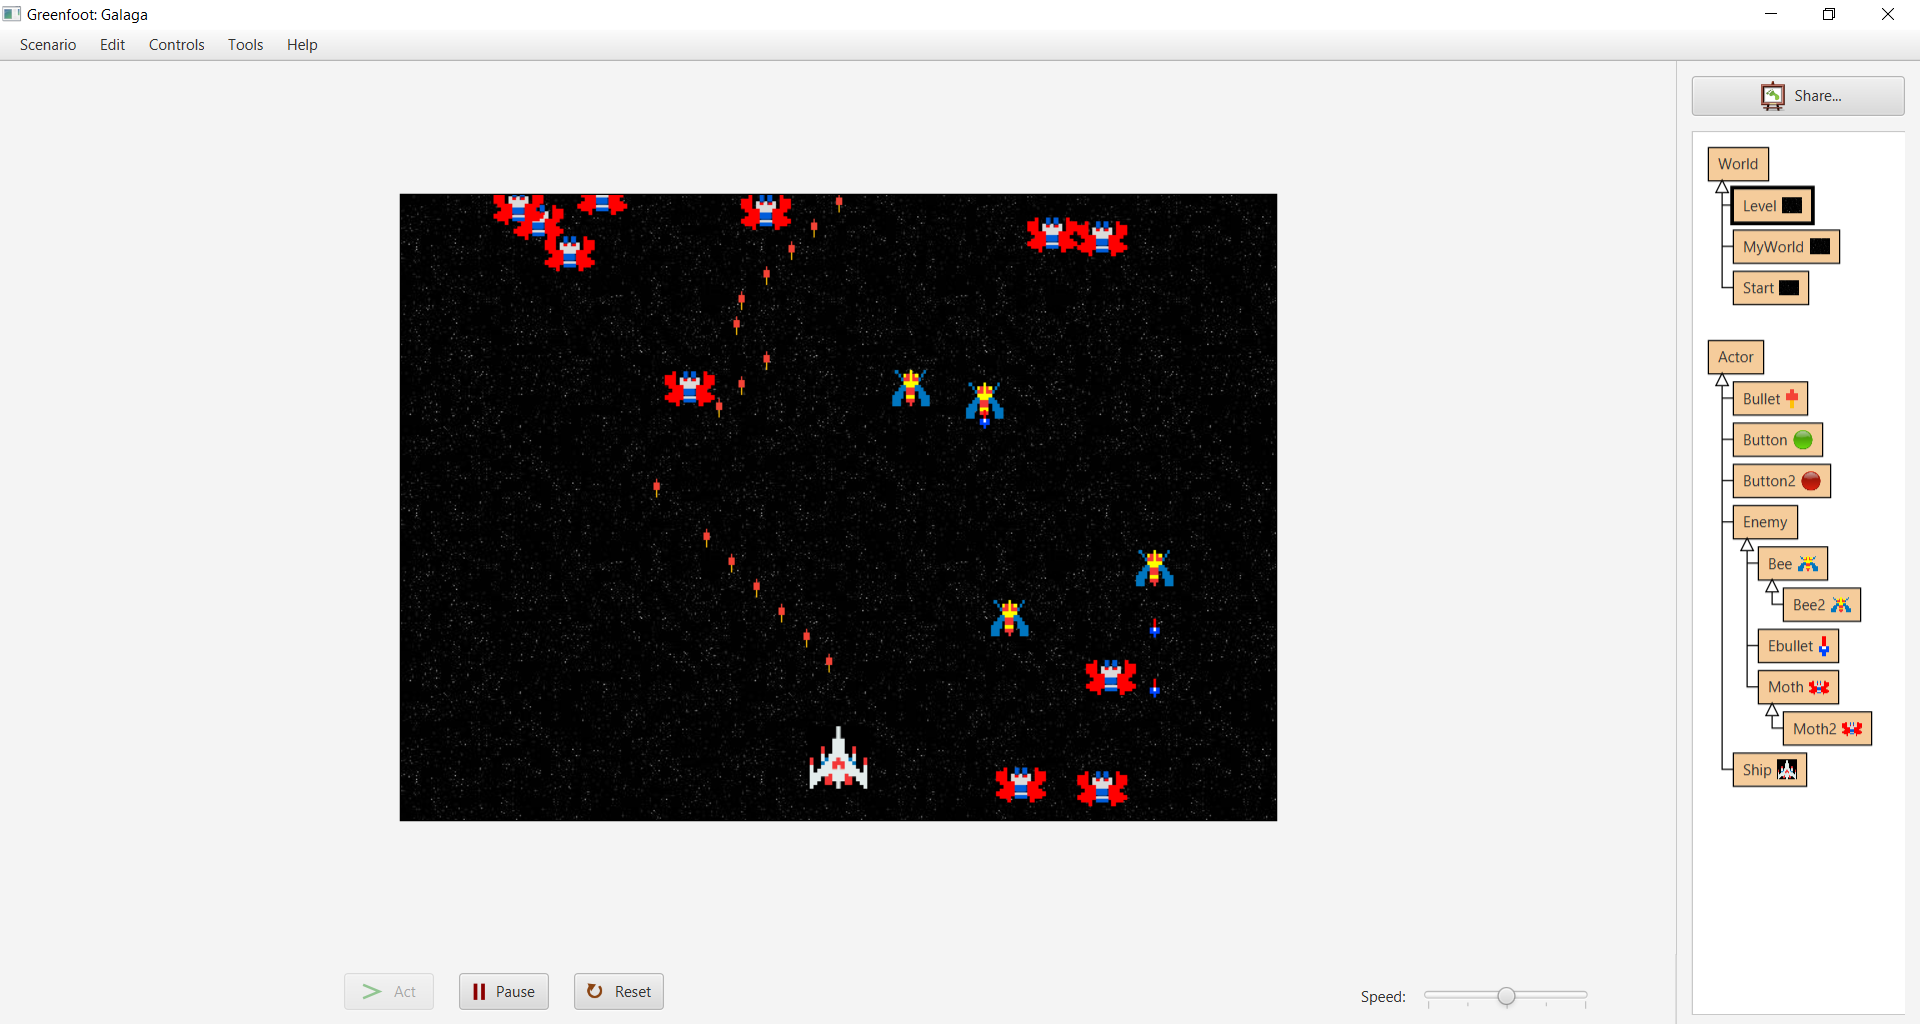 Greenfoot: Galaga
Scenario Edit Controls Tools Help
Share...
World
Level
MyWorld
Start
Actor
Bullet
Button
Button2
Enemy
Bee
Bee2
Ebullet
Moth
Moth2
Ship
Act Pause Reset Speed: